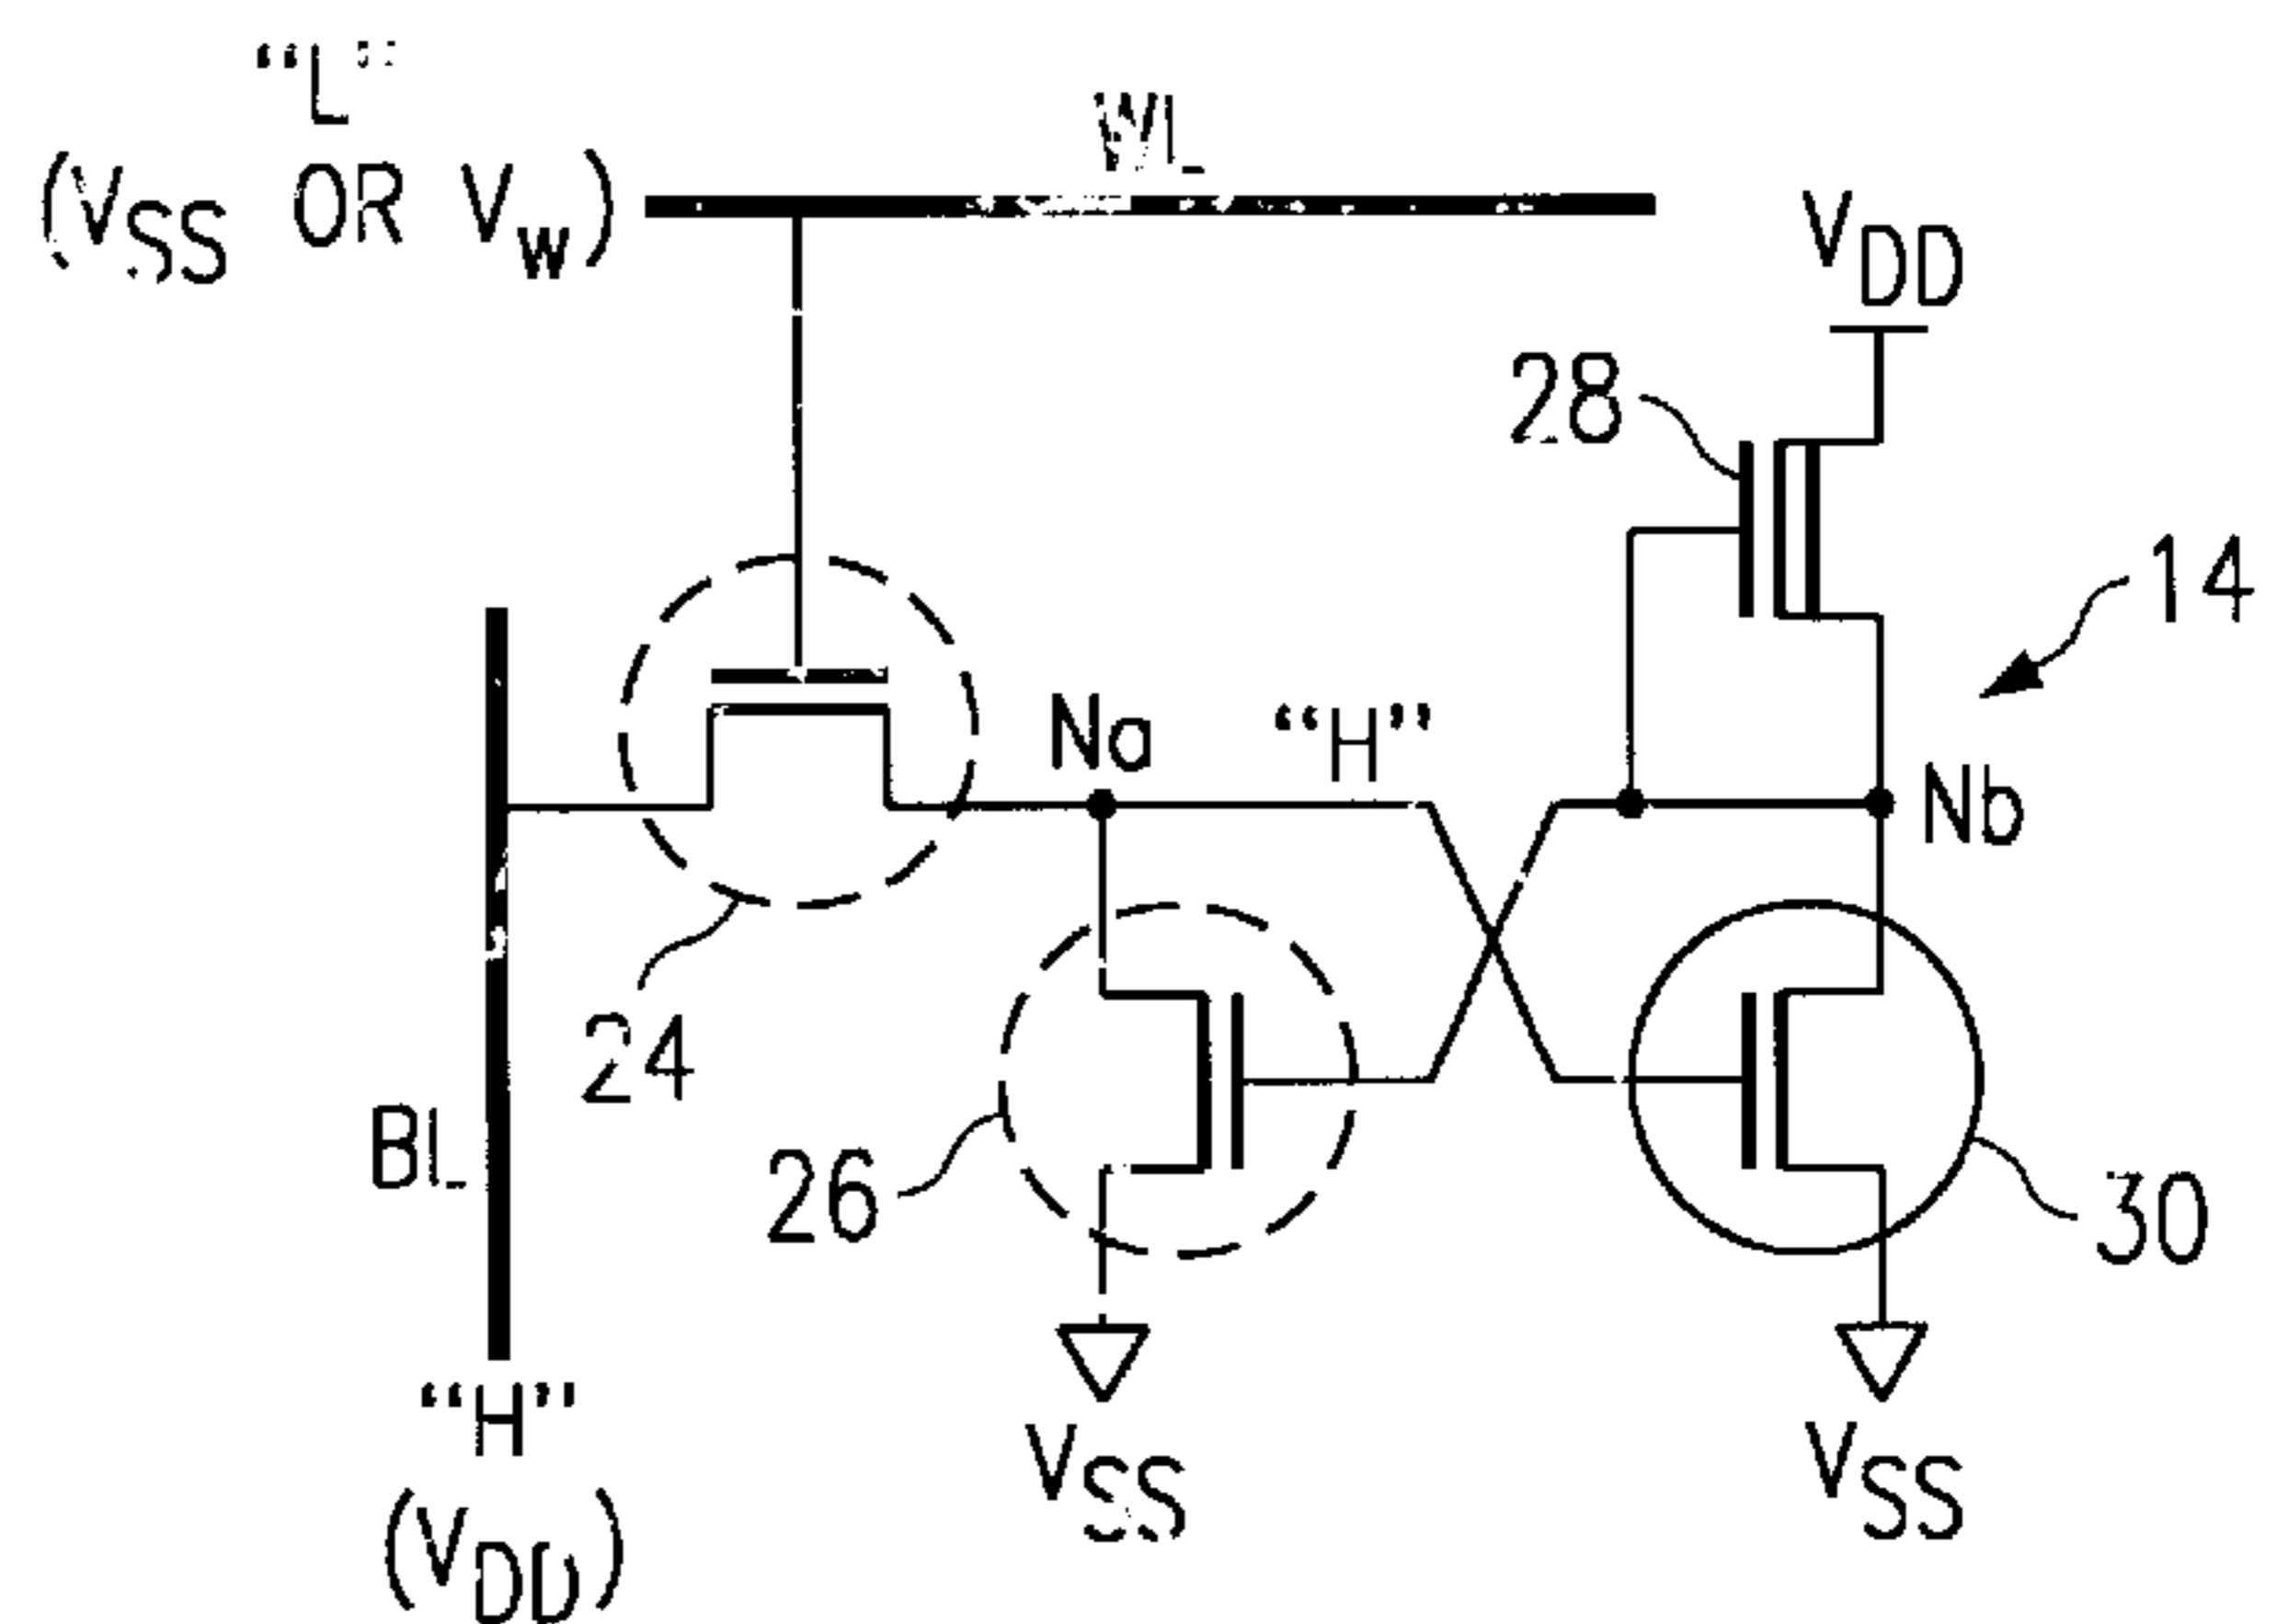 “L”
WL
(VSS OR VW)
VDD
28
14
Na
“H”
Nb
24
BL
26
30
“H”
VSS
VSS
(VDD)